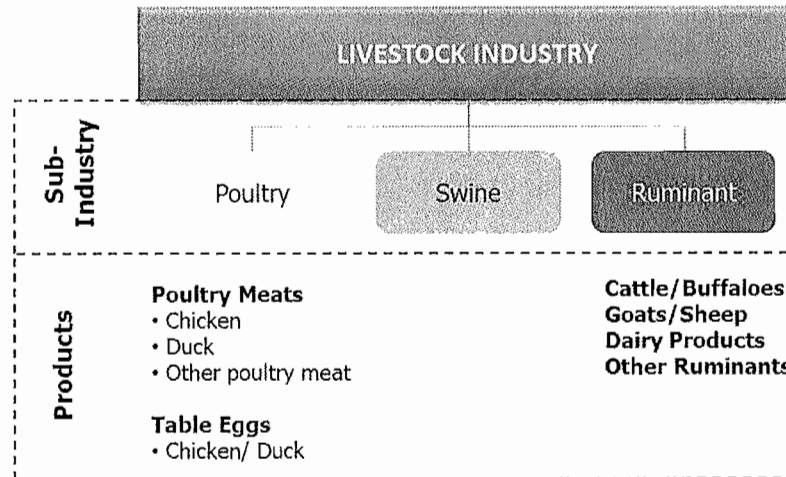 LIVESTOCK INDUSTRY
Sub-
Industry
Poultry
Swine
Ruminant
Products
Poultry Meats
• Chicken
• Duck
• Other poultry meat
Table Eggs
• Chicken/ Duck
Cattle/Buffaloes
Goats/Sheep
Dairy Products
Other Ruminants